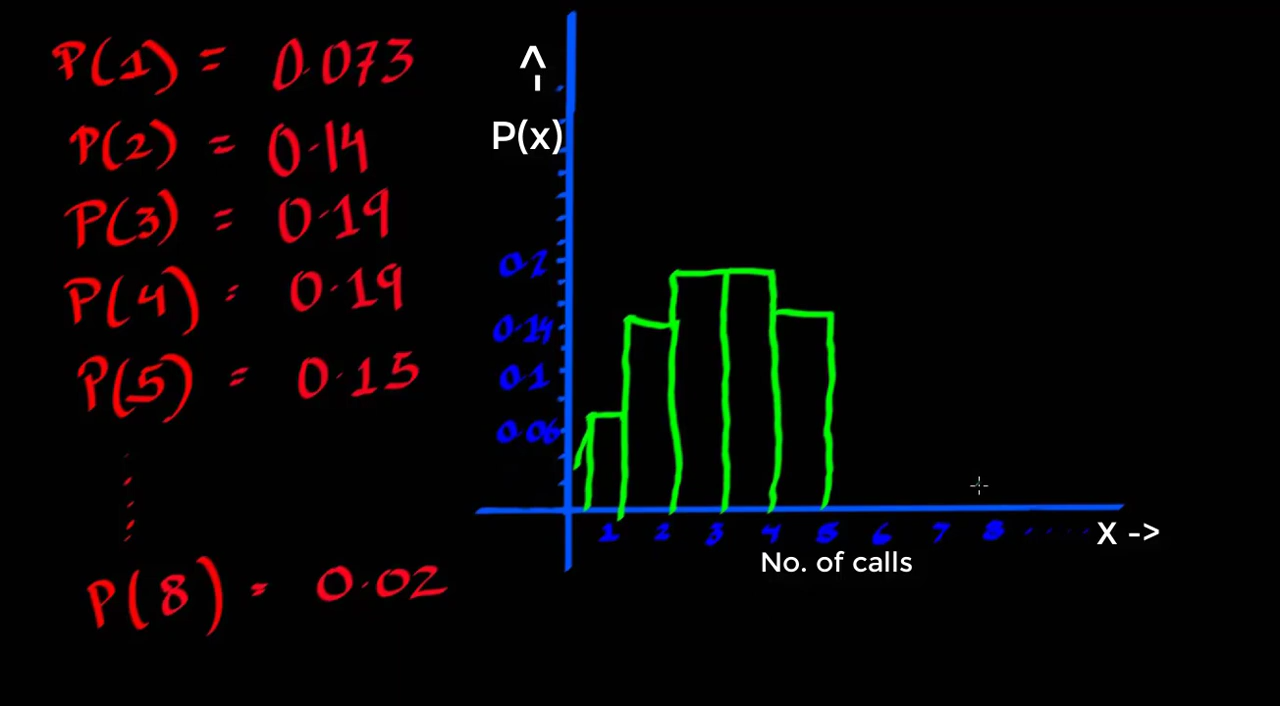 P(1) = 0.073
P(2) = 0.14
P(3) = 0.19
P(4) = 0.19
P(5) = 0.15
P(8) = 0.02
P(x)
0.2
0.14
0.1
0.06
1 2 3 4 5 6 7 8 ..... X ->
No. of calls